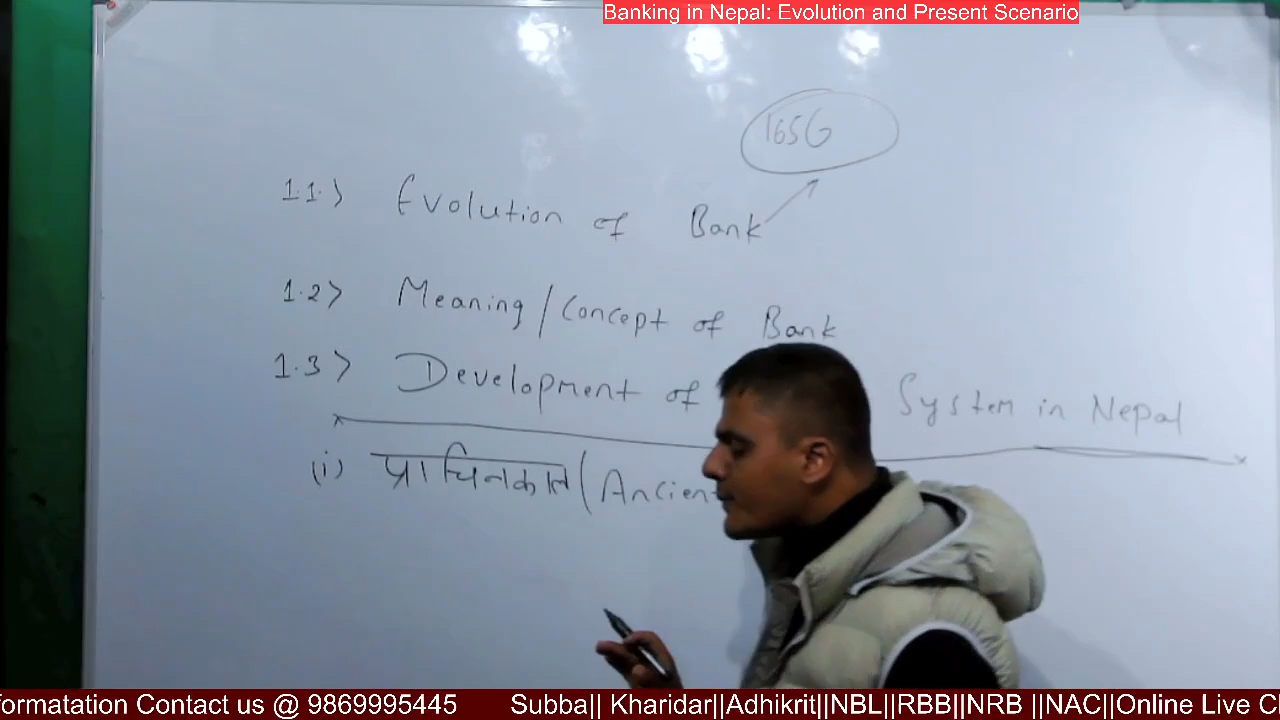 Banking in Nepal: Evolution and Present Scenario
165G
1.1.> Evolution of Bank
1.2> Meaning/Concept of Bank
1.3> Development of System in Nepal
(i) प्राचिनकाल (Ancien
formatation Contact us @ 9869995445 Subba|| Kharidar||Adhikrit||NBL||RBB||NRB ||NAC||Online Live C